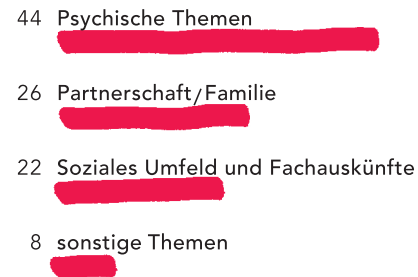 44 Psychische Themen
26 Partnerschaft/Familie
22 Soziales Umfeld und Fachauskünfte
8 sonstige Themen